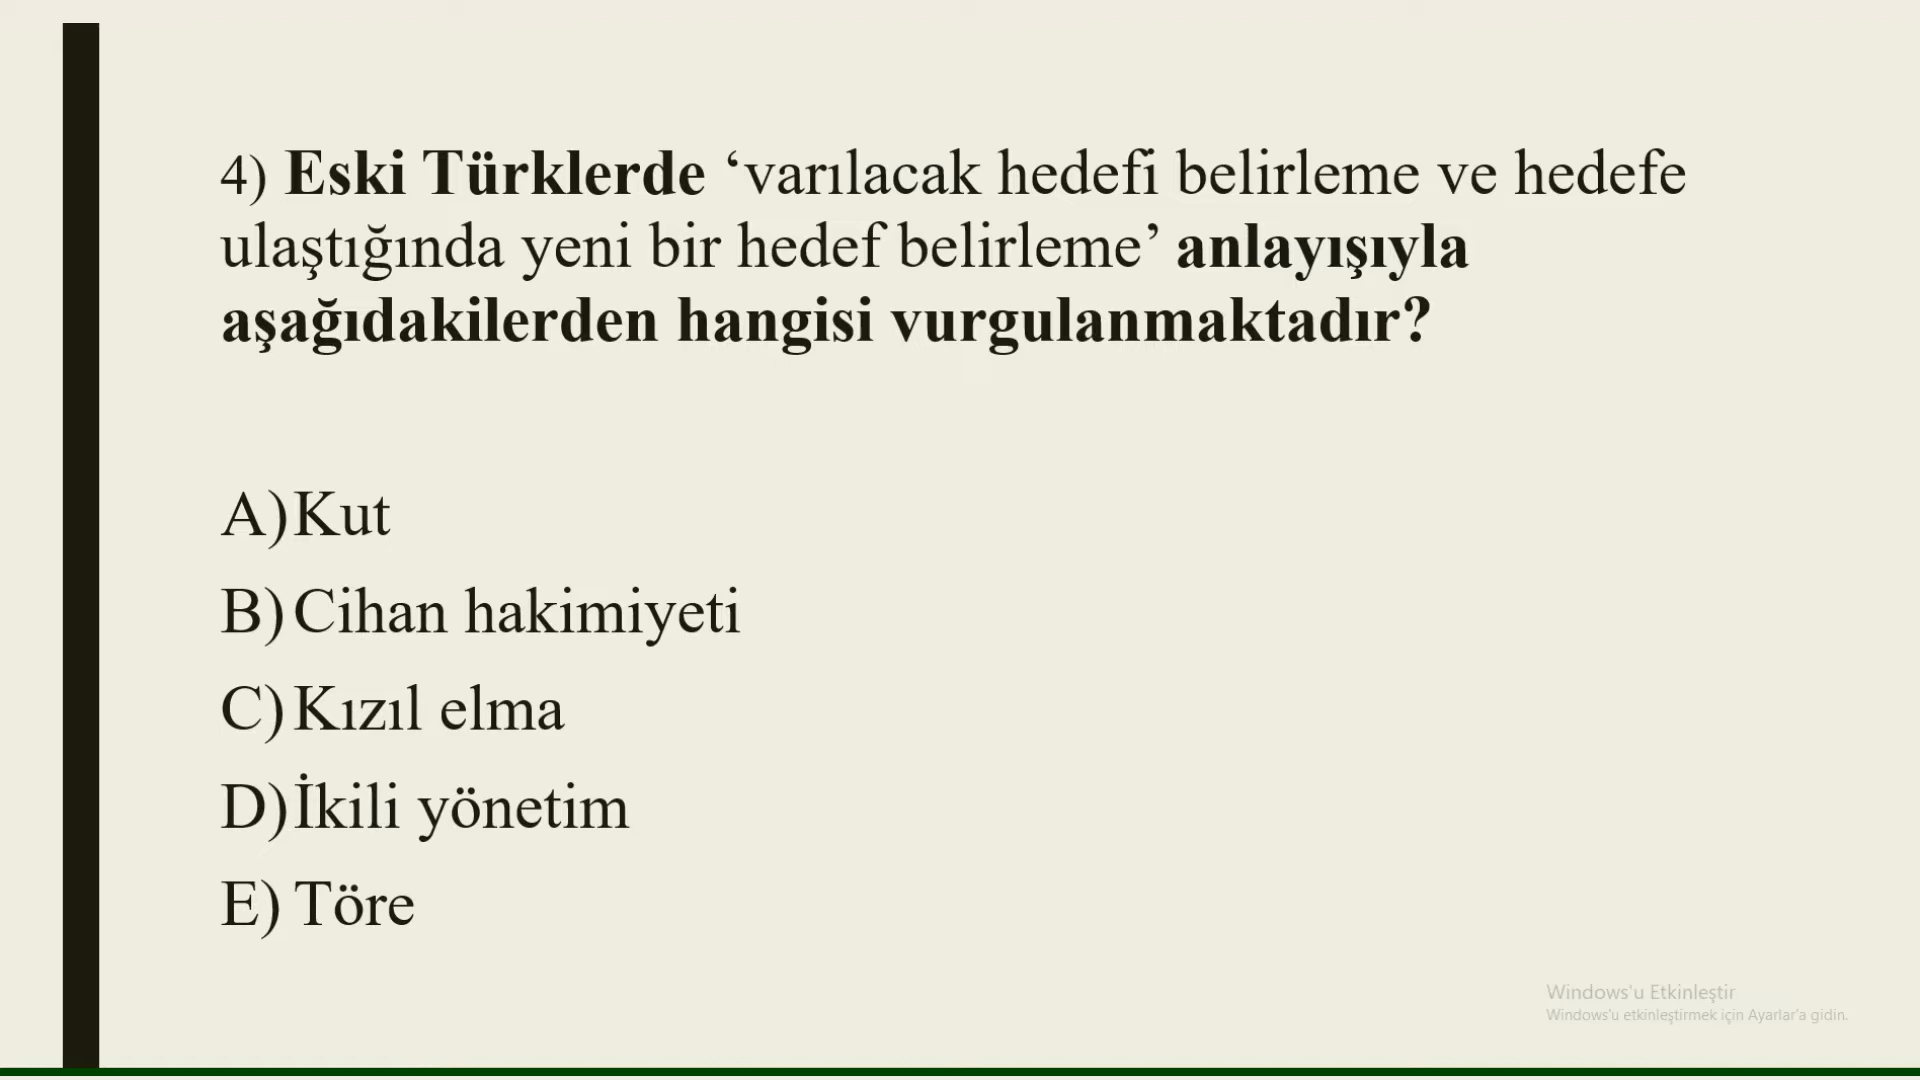 4) Eski Türklerde ‘varılacak hedefi belirleme ve hedefe
ulaştığında yeni bir hedef belirleme’ anlayışıyla
aşağıdakilerden hangisi vurgulanmaktadır?
A) Kut
B) Cihan hakimiyeti
C) Kızıl elma
D) İkili yönetim
E) Töre
Windows'u Etkinleştir
Windows'u etkinleştirmek için Ayarlar'a gidin.